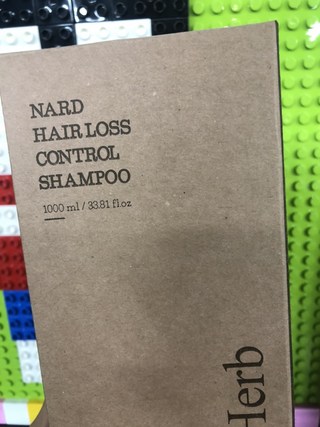 NARD
HAIR LOSS
CONTROL
SHAMPOO
1000 ml / 33.81 fl.oz
Herb